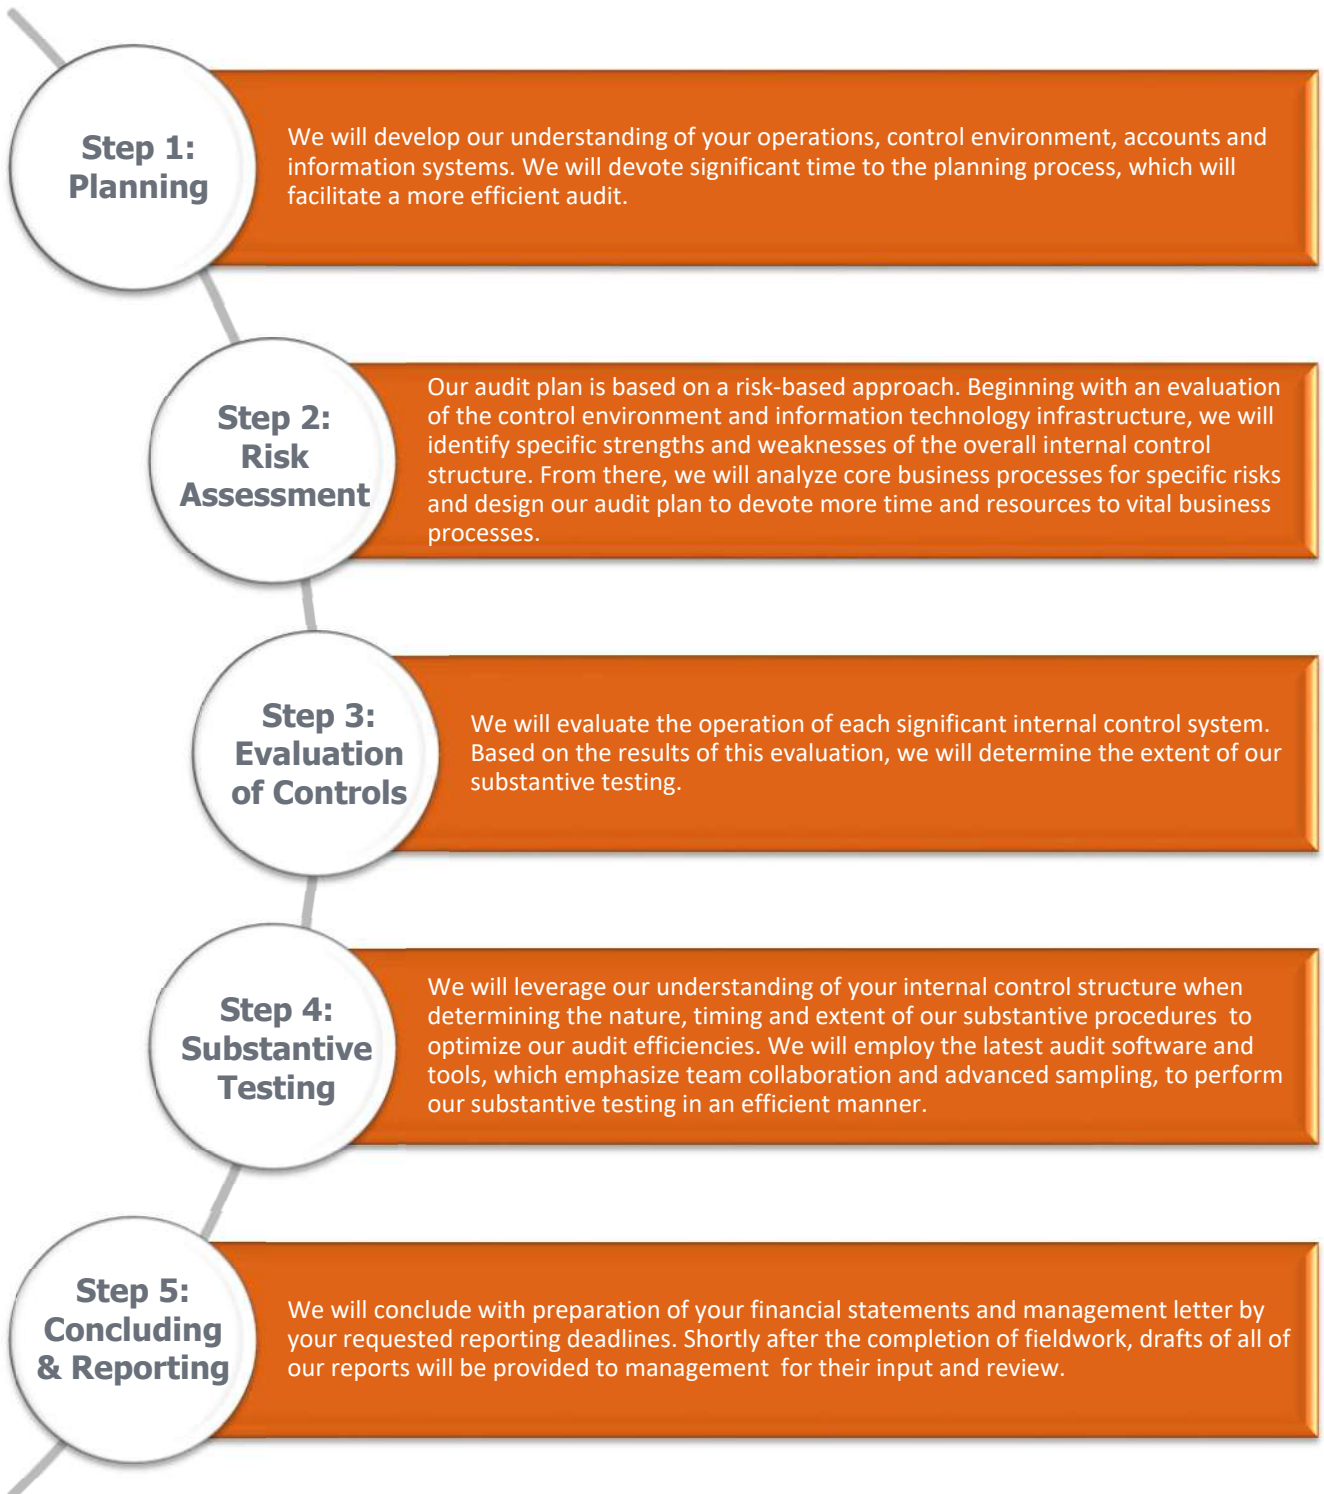 Step 1:
Planning
We will develop our understanding of your operations, control environment, accounts and
information systems. We will devote significant time to the planning process, which will
facilitate a more efficient audit.
Step 2:
Risk
Assessment
Our audit plan is based on a risk-based approach. Beginning with an evaluation
of the control environment and information technology infrastructure, we will
identify specific strengths and weaknesses of the overall internal control
structure. From there, we will analyze core business processes for specific risks
and design our audit plan to devote more time and resources to vital business
processes.
Step 3:
Evaluation
of Controls
We will evaluate the operation of each significant internal control system.
Based on the results of this evaluation, we will determine the extent of our
substantive testing.
Step 4:
Substantive
Testing
We will leverage our understanding of your internal control structure when
determining the nature, timing and extent of our substantive procedures to
optimize our audit efficiencies. We will employ the latest audit software and
tools, which emphasize team collaboration and advanced sampling, to perform
our substantive testing in an efficient manner.
Step 5:
Concluding
& Reporting
We will conclude with preparation of your financial statements and management letter by
your requested reporting deadlines. Shortly after the completion of fieldwork, drafts of all of
our reports will be provided to management for their input and review.